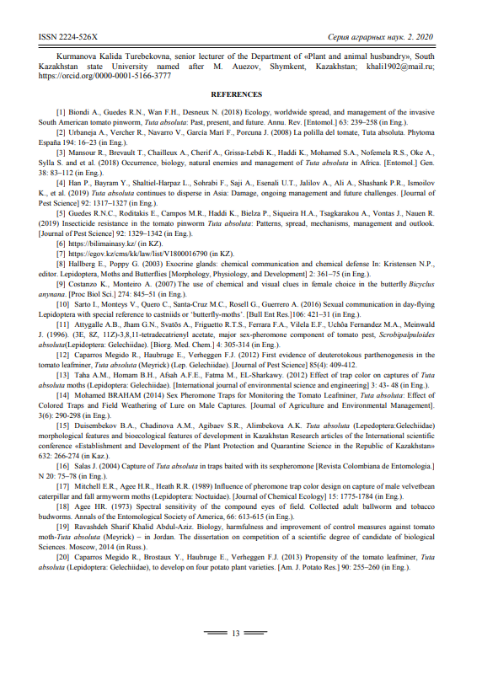 ISSN 2224-526X Серия аграрных наук. 2. 2020
Kurmanova Kalida Turebekovna, senior lecturer of the Department of «Plant and animal husbandry», South
Kazakhstan state University named after M. Auezov, Shymkent, Kazakhstan; khali1902@mail.ru;
https://orcid.org/0000-0001-5166-3777
REFERENCES
[1] Biondi A., Guedes R.N., Wan F.H., Desneux N. (2018) Ecology, worldwide spread, and management of the invasive
South American tomato pinworm, Tuta absoluta: Past, present, and future. Annu. Rev. [Entomol.] 63: 239–258 (in Eng.).
[2] Urbaneja A., Vercher R., Navarro V., García Marí F., Porcuna J. (2008) La polilla del tomate, Tuta absoluta. Phytoma
España 194: 16–23 (in Eng.).
[3] Mansour R., Brevault T., Chailleux A., Cherif A., Grissa-Lebdi K., Haddi K., Mohamed S.A., Nofemela R.S., Oke A.,
Sylla S. and et al. (2018) Occurrence, biology, natural enemies and management of Tuta absoluta in Africa. [Entomol.] Gen.
38: 83–112 (in Eng.).
[4] Han P., Bayram Y., Shaltiel-Harpaz L., Sohrabi F., Saji A., Esenali U.T., Jalilov A., Ali A., Shashank P.R., Ismoilov
K., et al. (2019) Tuta absoluta continues to disperse in Asia: Damage, ongoing management and future challenges. [Journal of
Pest Science] 92: 1317–1327 (in Eng.).
[5] Guedes R.N.C., Roditakis E., Campos M.R., Haddi K., Bielza P., Siqueira H.A., Tsagkarakou A., Vontas J., Nauen R.
(2019) Insecticide resistance in the tomato pinworm Tuta absoluta: Patterns, spread, mechanisms, management and outlook.
[Journal of Pest Science] 92: 1329–1342 (in Eng.).
[6] https://bilimainasy.kz/ (in KZ).
[7] https://egov.kz/cms/kk/law/list/V1800016790 (in KZ).
[8] Hallberg E., Poppy G. (2003) Exocrine glands: chemical communication and chemical defense In: Kristensen N.P.,
editor. Lepidoptera, Moths and Butterflies [Morphology, Physiology, and Development] 2: 361–75 (in Eng.).
[9] Costanzo K., Monteiro A. (2007) The use of chemical and visual clues in female choice in the butterfly Bicyclus
anynana. [Proc Biol Sci.] 274: 845–51 (in Eng.).
[10] Sarto I., Monteys V., Quero C., Santa-Cruz M.C., Rosell G., Guerrero A. (2016) Sexual communication in day-flying
Lepidoptera with special reference to castniids or ‘butterfly-moths’. [Bull Ent Res.]106: 421–31 (in Eng.).
[11] Attygalle A.B., Jham G.N., Svatôs A., Friguetto R.T.S., Ferrara F.A., Vilela E.F., Uchôa Fernandez M.A., Meinwald
J. (1996). (3E, 8Z, 11Z)-3,8,11-tetradecatrienyl acetate, major sex-pheromone component of tomato pest, Scrobipalpuloides
absoluta(Lepidoptera: Gelechiidae). [Biorg. Med. Chem.] 4: 305-314 (in Eng.).
[12] Caparros Megido R., Haubruge E., Verheggen F.J. (2012) First evidence of deuterotokous parthenogenesis in the
tomato leafminer, Tuta absoluta (Meyrick) (Lep. Gelechiidae). [Journal of Pest Science] 85(4): 409-412.
[13] Taha A.M., Homam B.H., Afsah A.F.E., Fatma M., EL-Sharkawy. (2012) Effect of trap color on captures of Tuta
absoluta moths (Lepidoptera: Gelechiidae). [International journal of environmental science and engineering] 3: 43- 48 (in Eng.).
[14] Mohamed BRAHAM (2014) Sex Pheromone Traps for Monitoring the Tomato Leafminer, Tuta absoluta: Effect of
Colored Traps and Field Weathering of Lure on Male Captures. [Journal of Agriculture and Environmental Management].
3(6): 290-298 (in Eng.).
[15] Duisembekov B.A., Chadinova A.M., Agibaev S.R., Alimbekova A.K. Tuta absoluta (Lepedoptera:Gelechiidae)
morphological features and bioecological features of development in Kazakhstan Research articles of the International scientific
conference «Establishment and Development of the Plant Protection and Quarantine Science in the Republic of Kazakhstan»
632: 266-274 (in Kaz.).
[16] Salas J. (2004) Capture of Tuta absoluta in traps baited with its sexpheromone [Revista Colombiana de Entomologia.]
N 20: 75–78 (in Eng.).
[17] Mitchell E.R., Agee H.R., Heath R.R. (1989) Influence of pheromone trap color design on capture of male velvetbean
caterpillar and fall armyworm moths (Lepidoptera: Noctuidae). [Journal of Chemical Ecology] 15: 1775-1784 (in Eng.).
[18] Agee HR. (1973) Spectral sensitivity of the compound eyes of field. Collected adult ballworm and tobacco
budworms. Annals of the Entomological Society of America, 66: 613-615 (in Eng.).
[19] Ravashdeh Sharif Khalid Abdul-Aziz. Biology, harmfulness and improvement of control measures against tomato
moth-Tuta absoluta (Meyrick) – in Jordan. The dissertation on competition of a scientific degree of candidate of biological
Sciences. Moscow, 2014 (in Russ.).
[20] Caparros Megido R., Brostaux Y., Haubruge E., Verheggen F.J. (2013) Propensity of the tomato leafminer, Tuta
absoluta (Lepidoptera: Gelechiidae), to develop on four potato plant varieties. [Am. J. Potato Res.] 90: 255–260 (in Eng.).
13